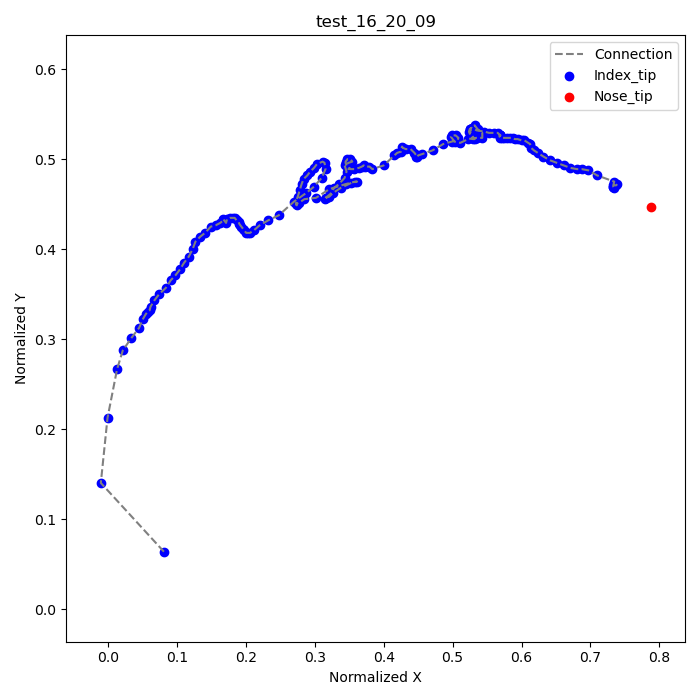 test_16_20_09
Connection
Index_tip
Nose_tip
0.6
0.5
0.4
0.3
0.2
0.1
0.0
Normalized Y
0.0 0.1 0.2 0.3 0.4 0.5 0.6 0.7 0.8
Normalized X